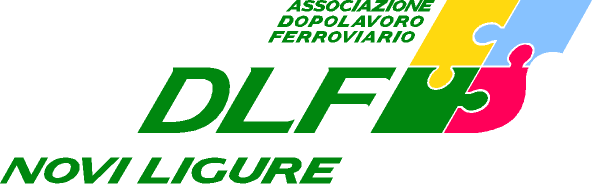 ASSOCIAZIONE
DOPOLAVORO
FERROVIARIO
DLF
NOVI LIGURE